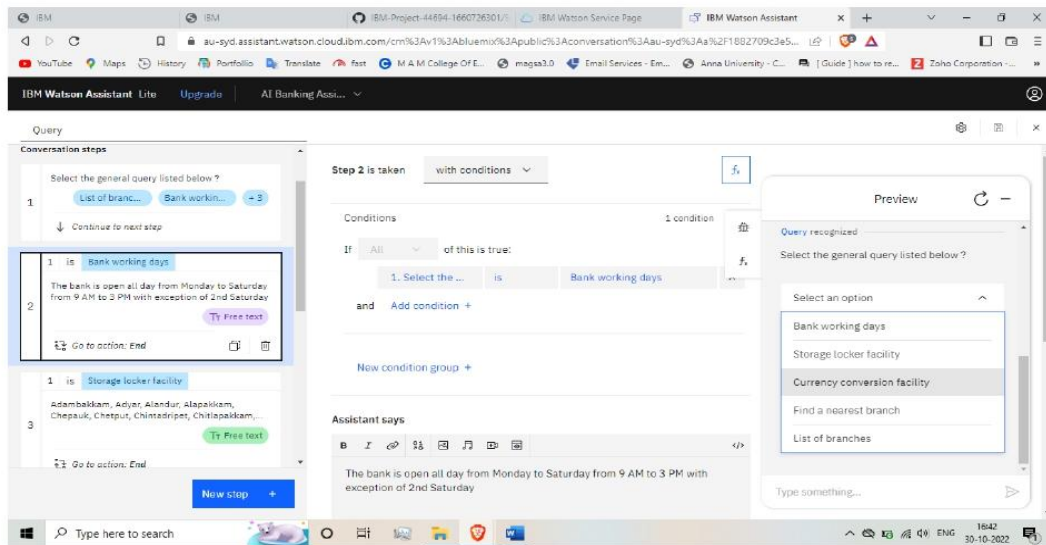 IBM
IBM
IBM-Project-44694-1660726301/S
IBM Watson Service Page
IBM Watson Assistant
au-syd.assistant.watson.cloud.ibm.com/crn%3Av1%3Abluemix%3Apublic%3Aconversation%3Aau-syd%3Aa%2F1882709c3e5...
YouTube
Maps
History
Portfollio
Translate
fast
M A M College Of E...
magsa3.0
Email Services - Em...
Anna University - C...
[Guide] how to re...
Zoho Corporation -...
IBM Watson Assistant Lite
Upgrade
AI Banking Assi...
Query
Conversation steps
1
Select the general query listed below ?
List of branc...
Bank workin...
+ 3
Continue to next step
2
1 is Bank working days
The bank is open all day from Monday to Saturday
from 9 AM to 3 PM with exception of 2nd Saturday
Free text
Go to action: End
3
1 is Storage locker facility
Adambakkam, Adyar, Alandur, Alapakkam,
Chepauk, Chetput, Chintadripet, Chitlapakkam,...
Free text
Go to action: End
New step +
Step 2 is taken
with conditions
fx
Conditions
1 condition
If All of this is true:
1. Select the ... is Bank working days
and Add condition +
New condition group +
fx
Assistant says
B I
</>
The bank is open all day from Monday to Saturday from 9 AM to 3 PM with
exception of 2nd Saturday
Preview
Query recognized
Select the general query listed below ?
Select an option
Bank working days
Storage locker facility
Currency conversion facility
Find a nearest branch
List of branches
Type something...
Type here to search
ENG
16:42
30-10-2022